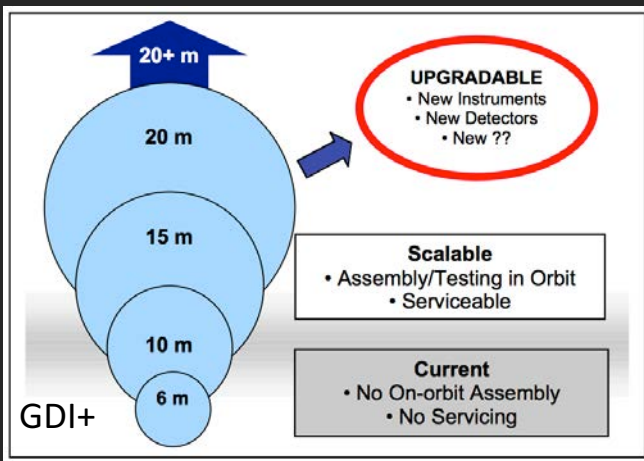 20+ m
20 m
15 m
10 m
6 m
GDI+
UPGRADABLE
• New Instruments
• New Detectors
• New ??
Scalable
• Assembly/Testing in Orbit
• Serviceable
Current
• No On-orbit Assembly
• No Servicing